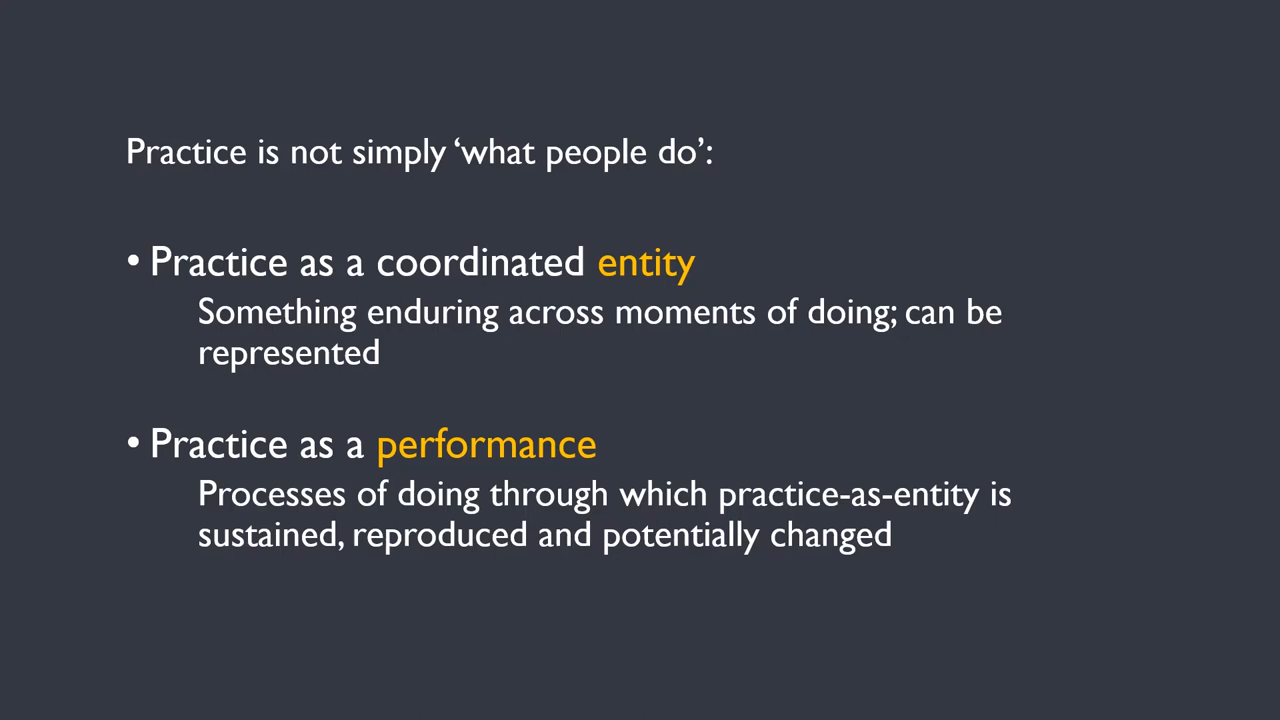 Practice is not simply ‘what people do’:
• Practice as a coordinated entity
Something enduring across moments of doing; can be
represented
• Practice as a performance
Processes of doing through which practice-as-entity is
sustained, reproduced and potentially changed